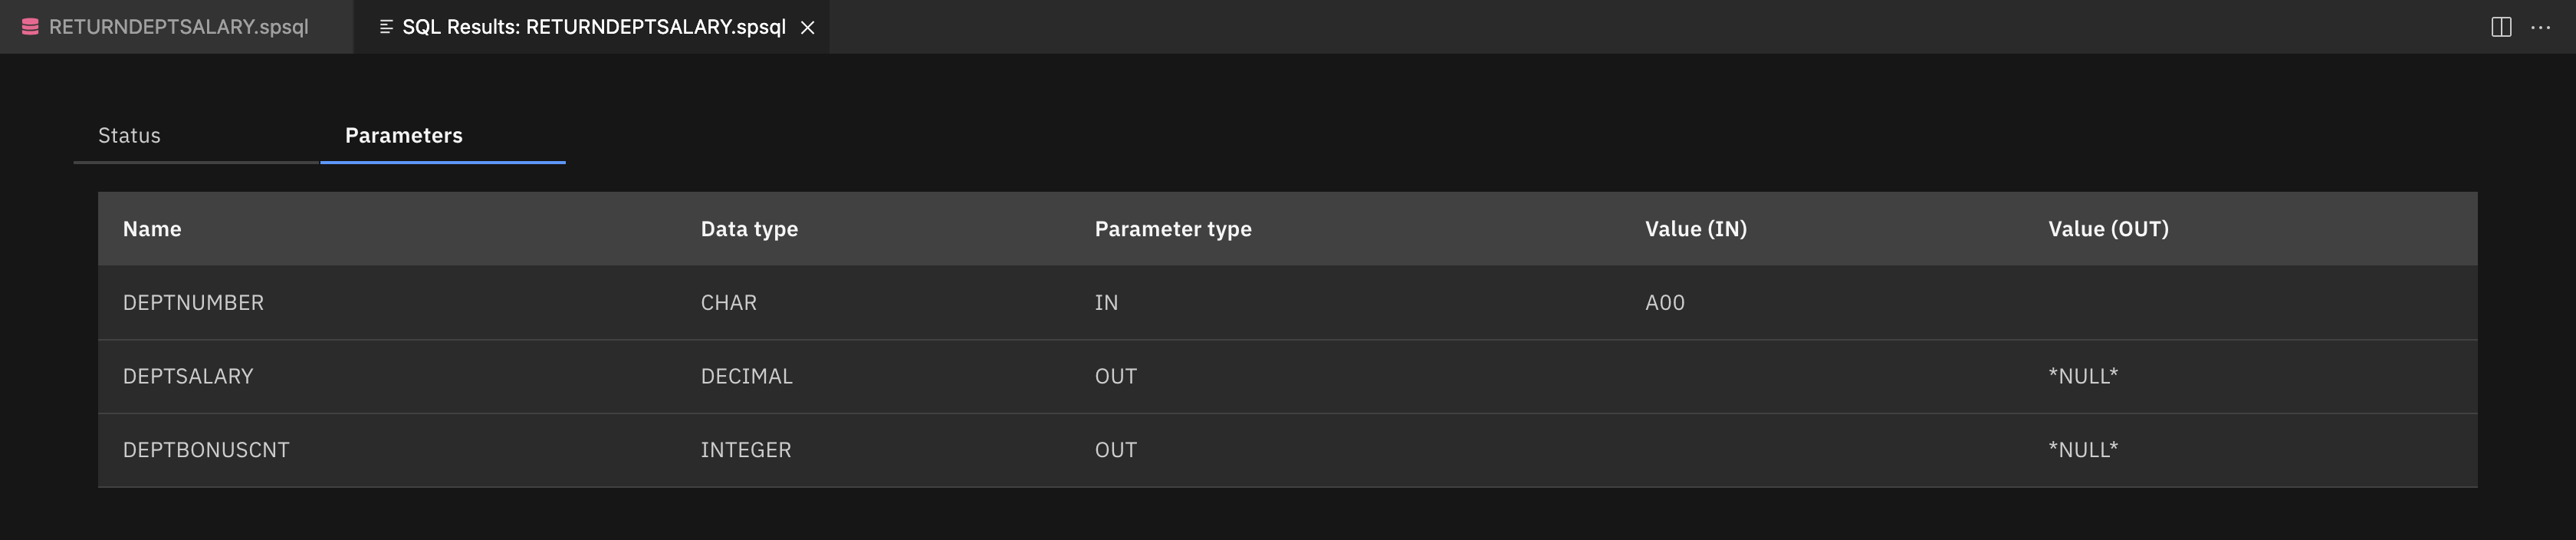 RETURNDEPTSALARY.spsql SQL Results: RETURNDEPTSALARY.spsql
Status Parameters
Name Data type Parameter type Value (IN) Value (OUT)
DEPTNUMBER CHAR IN A00
DEPTSALARY DECIMAL OUT *NULL*
DEPTBONUSCNT INTEGER OUT *NULL*